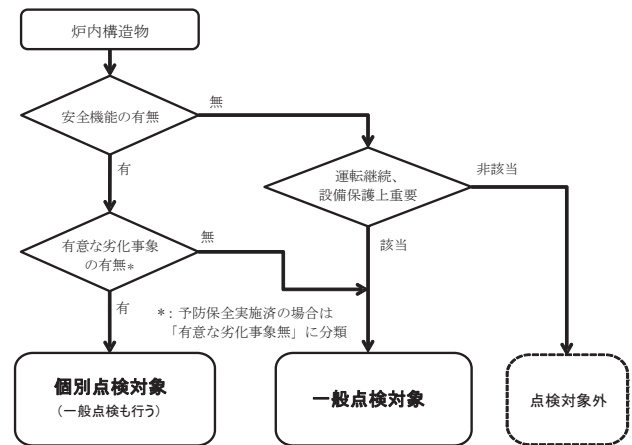 炉内構造物
安全機能の有無
無
有
運転継続、
設備保護上重要
非該当
該当
有意な劣化事象
の有無*
無
有
*：予防保全実施済の場合は
「有意な劣化事象無」に分類
個別点検対象
（一般点検も行う）
一般点検対象
点検対象外